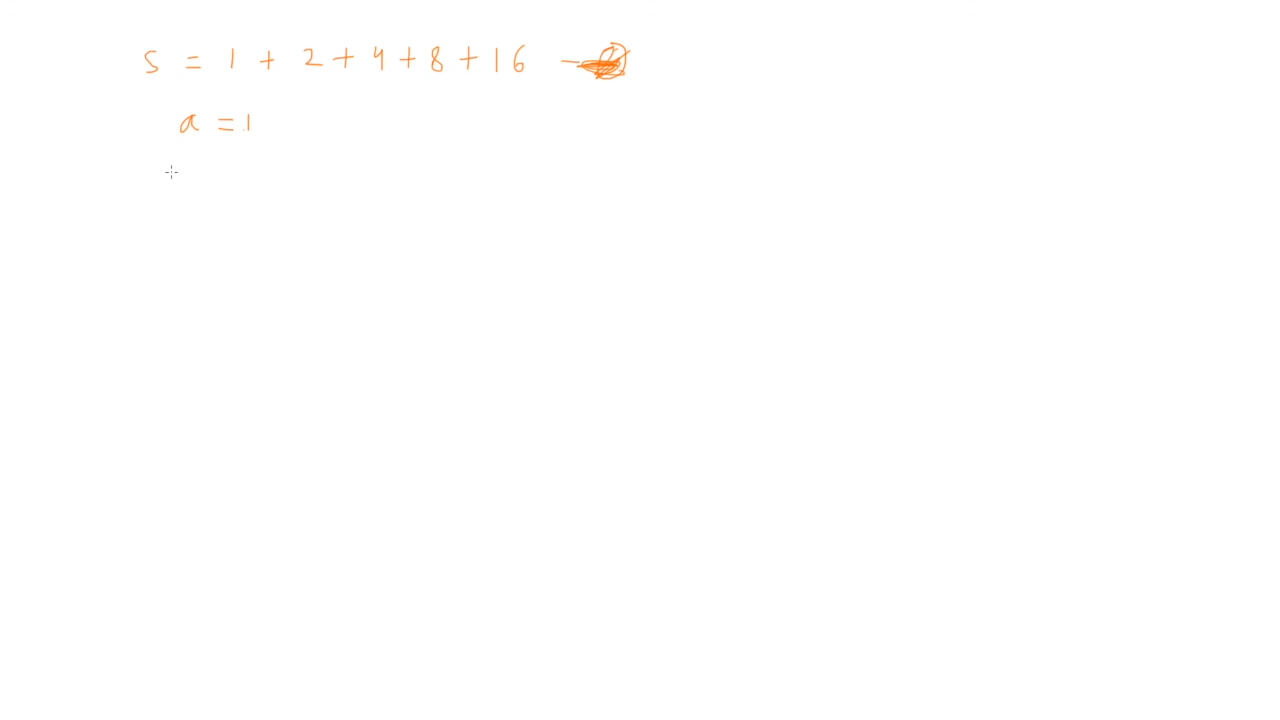 S = 1 + 2 + 4 + 8 + 16 -
a = 1